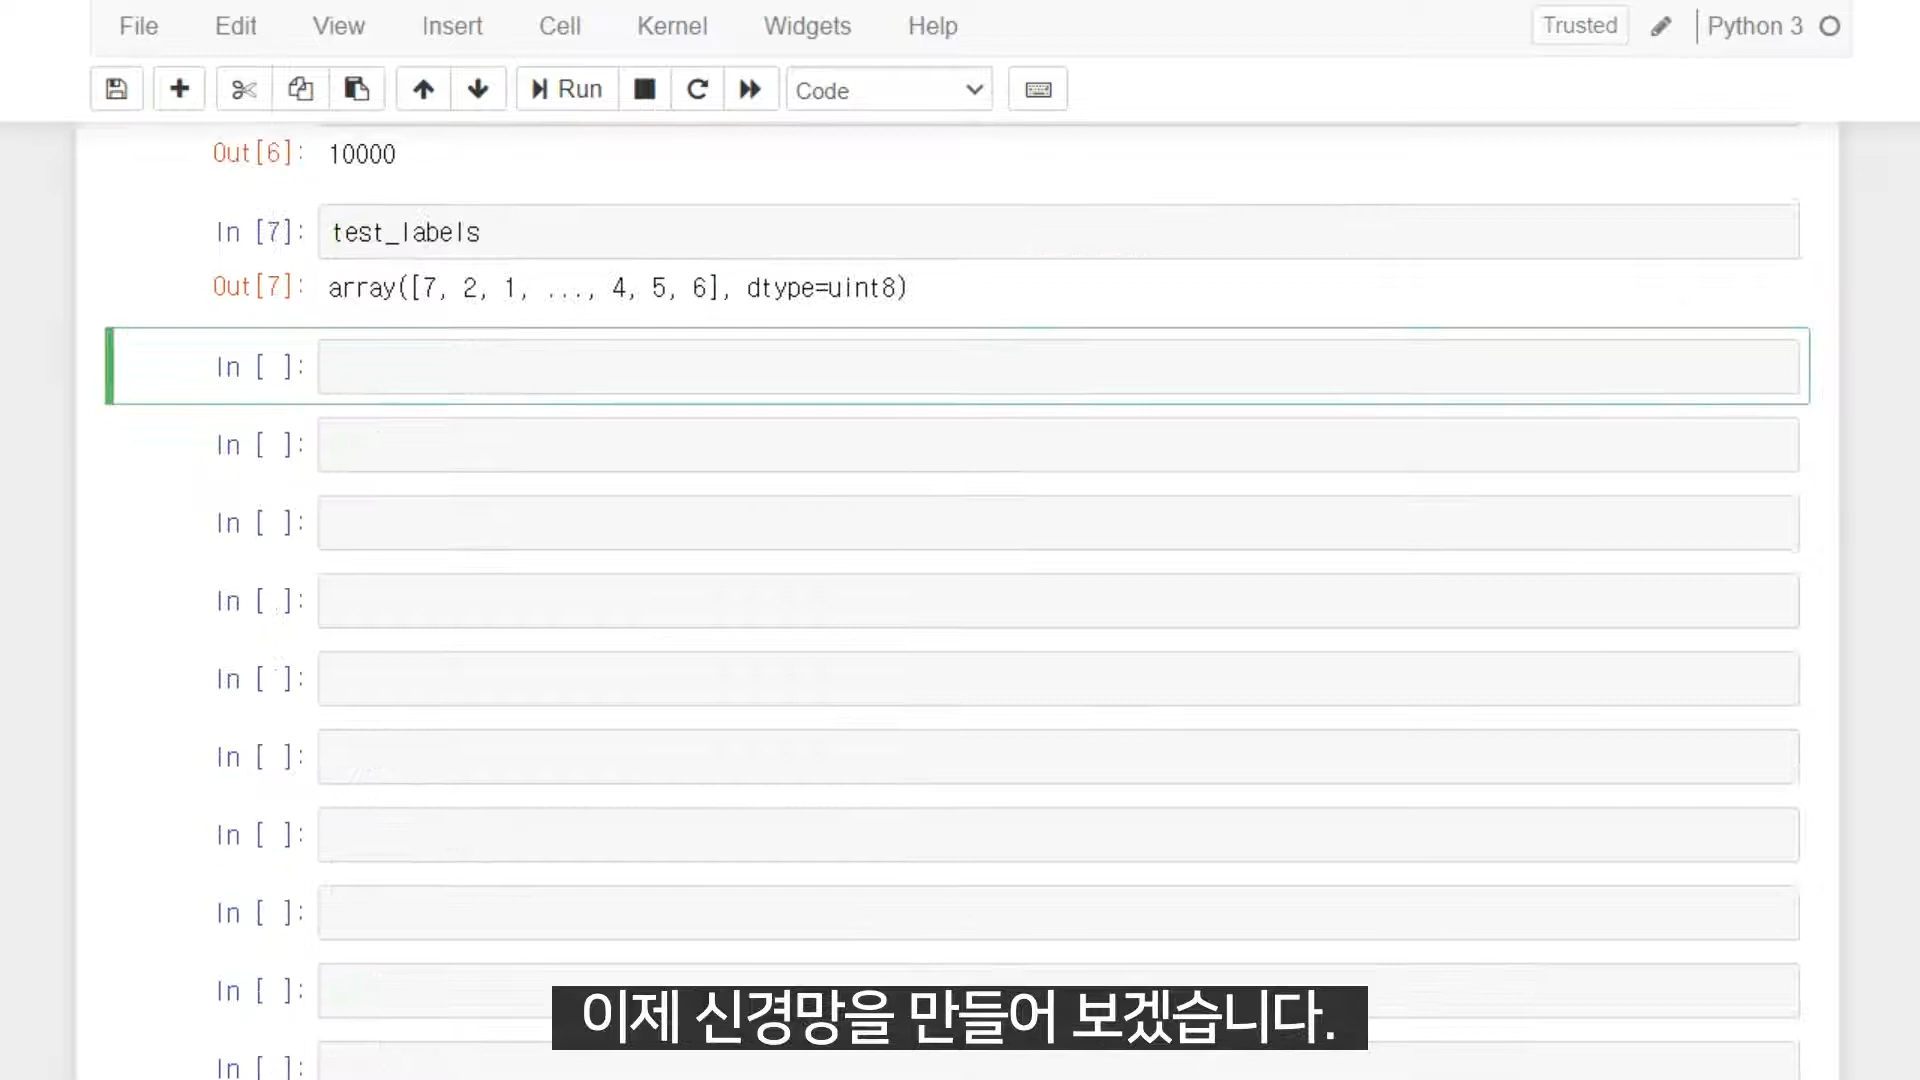 File Edit View Insert Cell Kernel Widgets Help Trusted Python 3
Run Code
Out[6]: 10000
In [7]: test_labels
Out[7]: array([7, 2, 1, ..., 4, 5, 6], dtype=uint8)
In [ ]:
In [ ]:
In [ ]:
In [ ]:
In [ ]:
In [ ]:
In [ ]:
In [ ]:
In [ ]:
In [ ]:
이제 신경망을 만들어 보겠습니다.